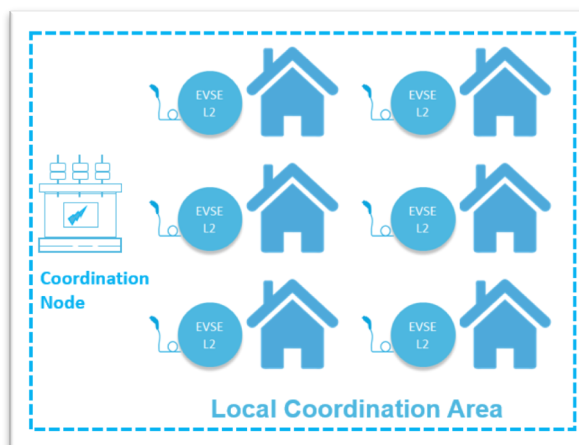 EVSE
L2
EVSE
L2
EVSE
L2
EVSE
L2
Coordination
Node
EVSE
L2
EVSE
L2
Local Coordination Area